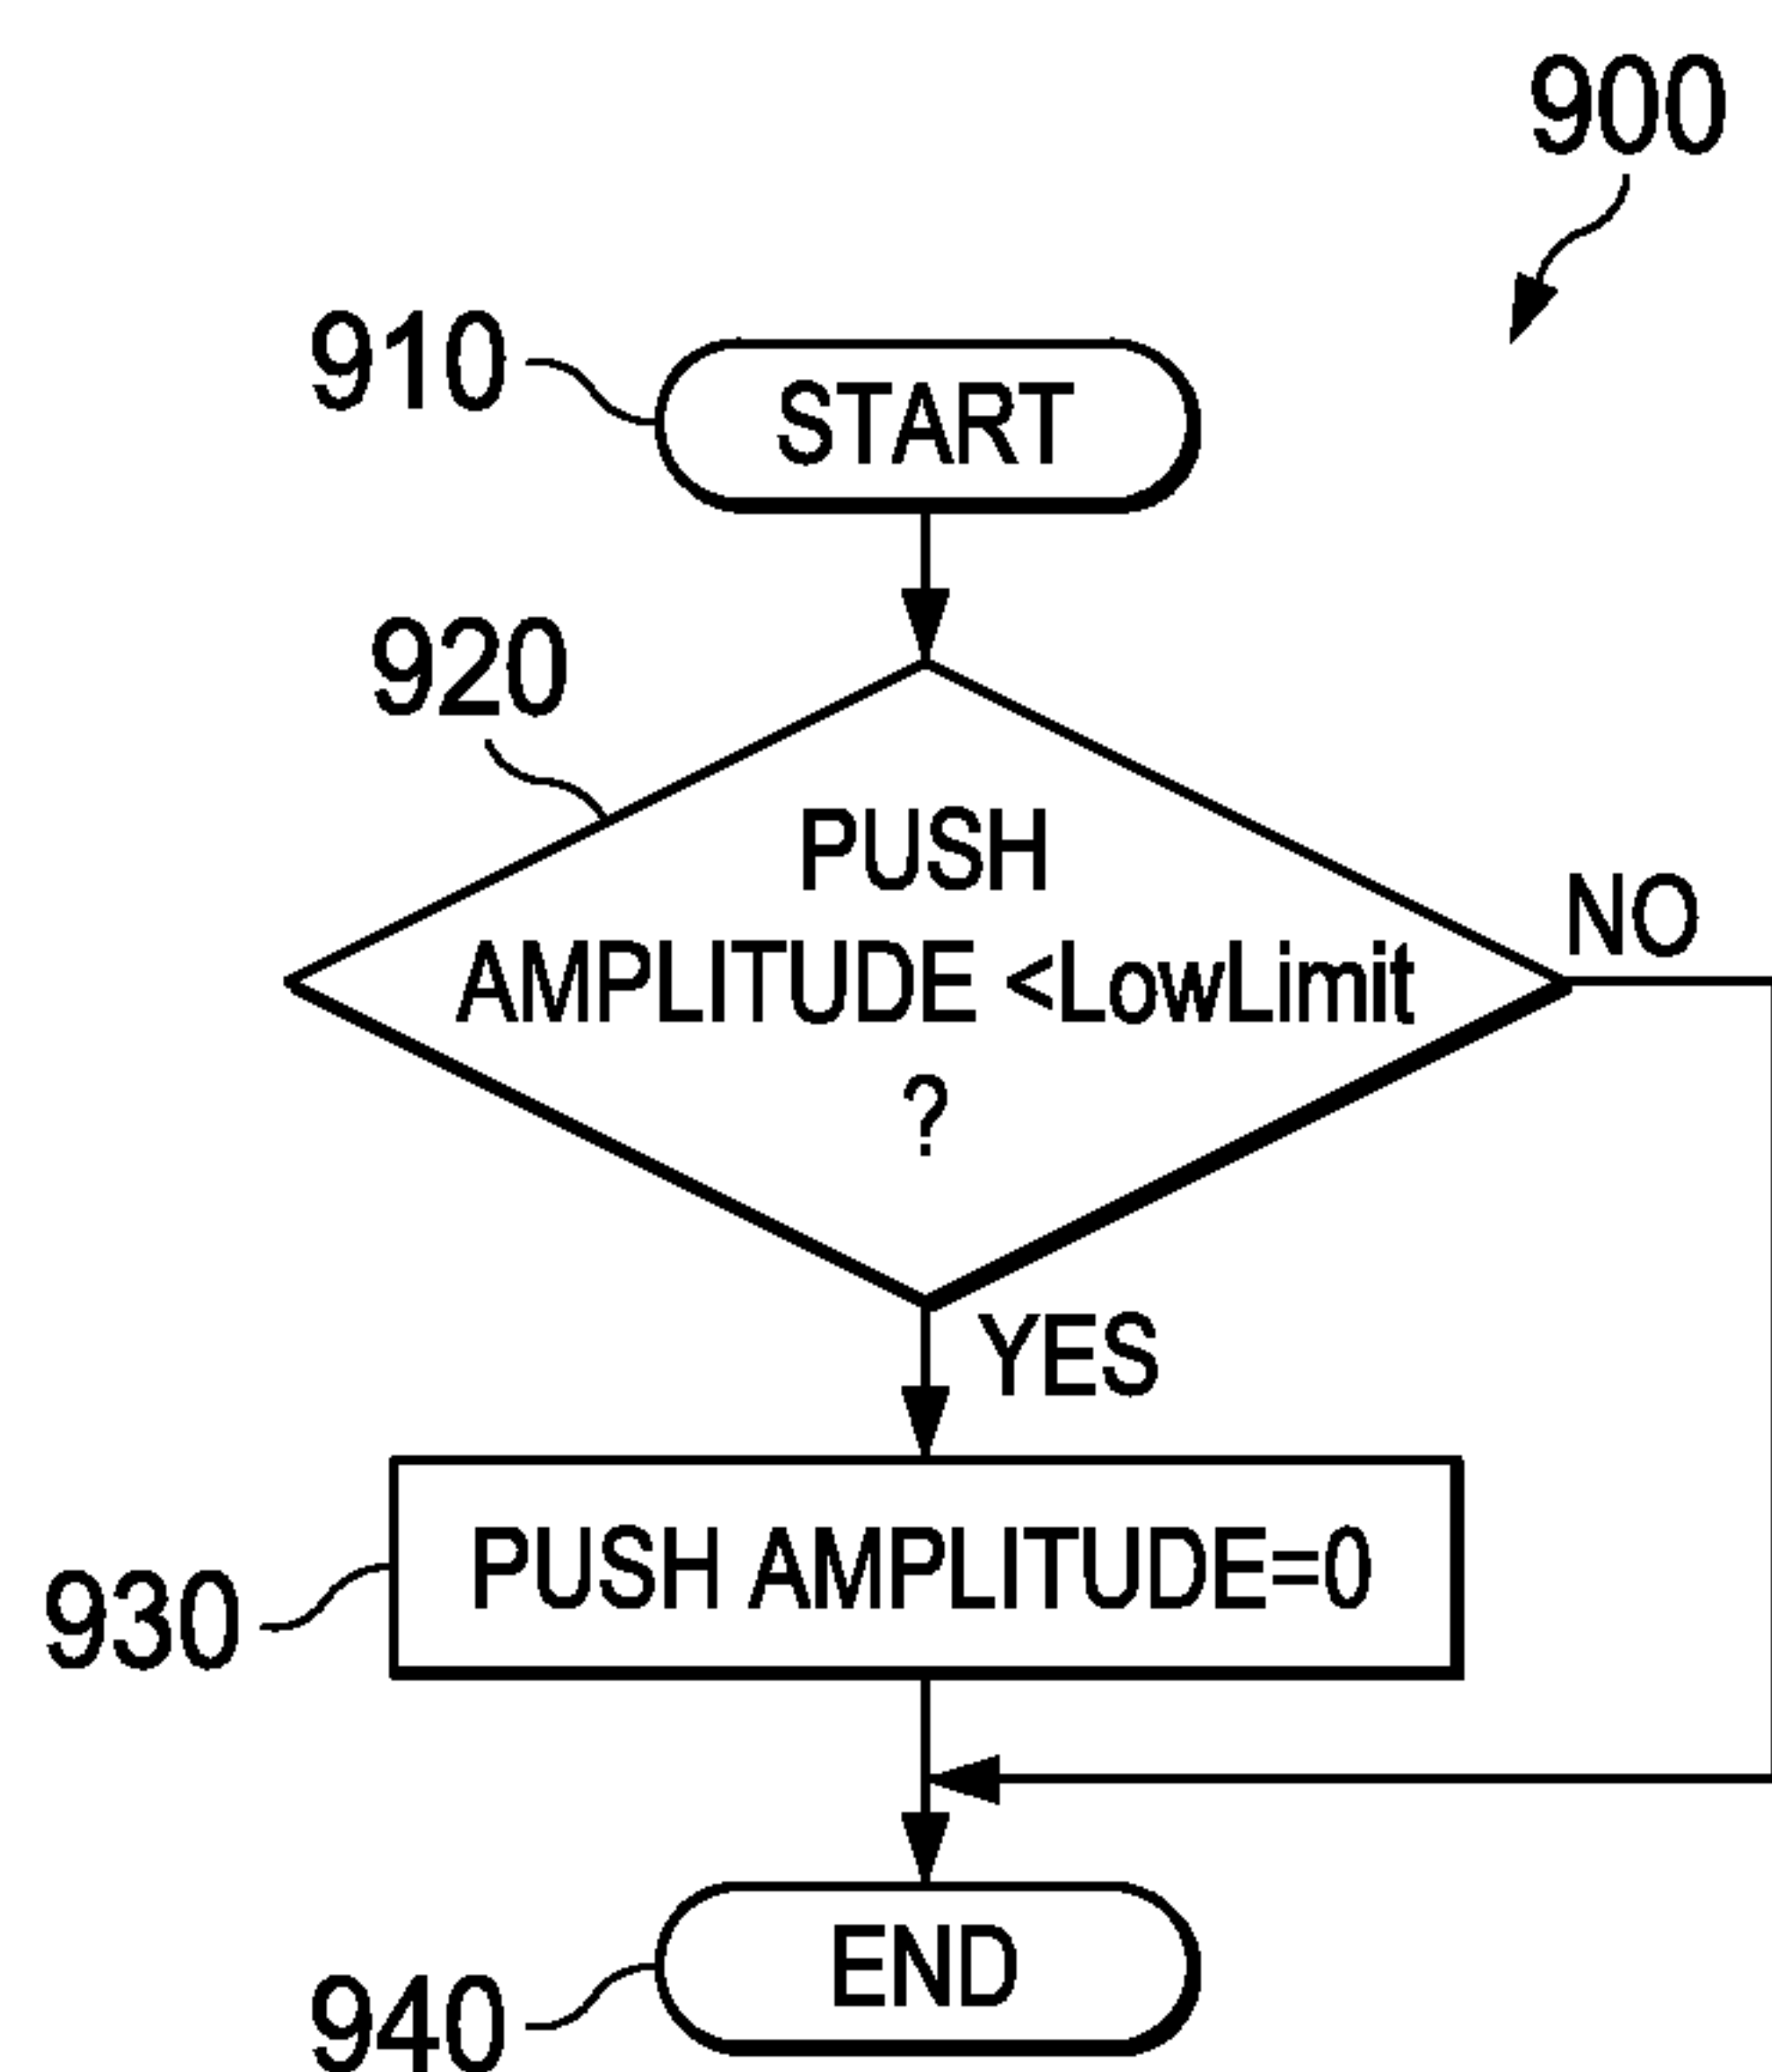 900
910
START
920
PUSH
AMPLITUDE <LowLimit
?
NO
YES
PUSH AMPLITUDE=0
930
END
940